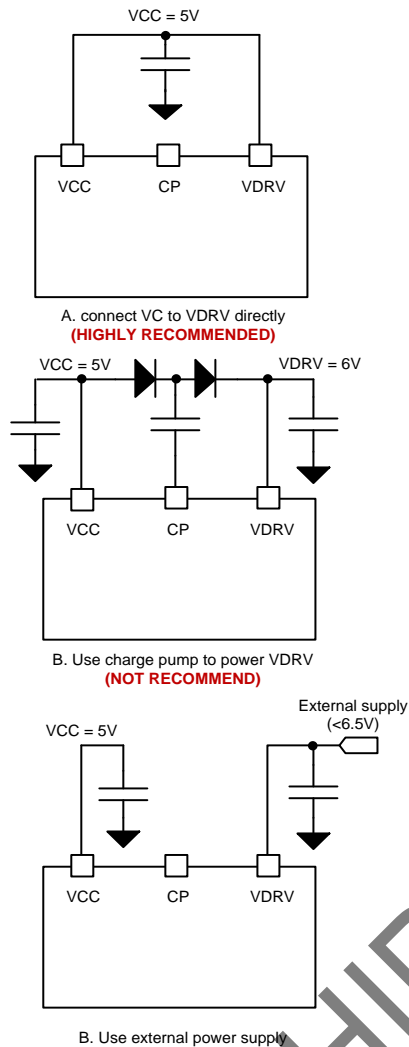 VCC = 5V
VCC CP VDRV
A. connect VC to VDRV directly
(HIGHLY RECOMMENDED)
VCC = 5V VDRV = 6V
VCC CP VDRV
B. Use charge pump to power VDRV
(NOT RECOMMEND)
External supply
(<6.5V)
VCC = 5V
VCC CP VDRV
B. Use external power supply